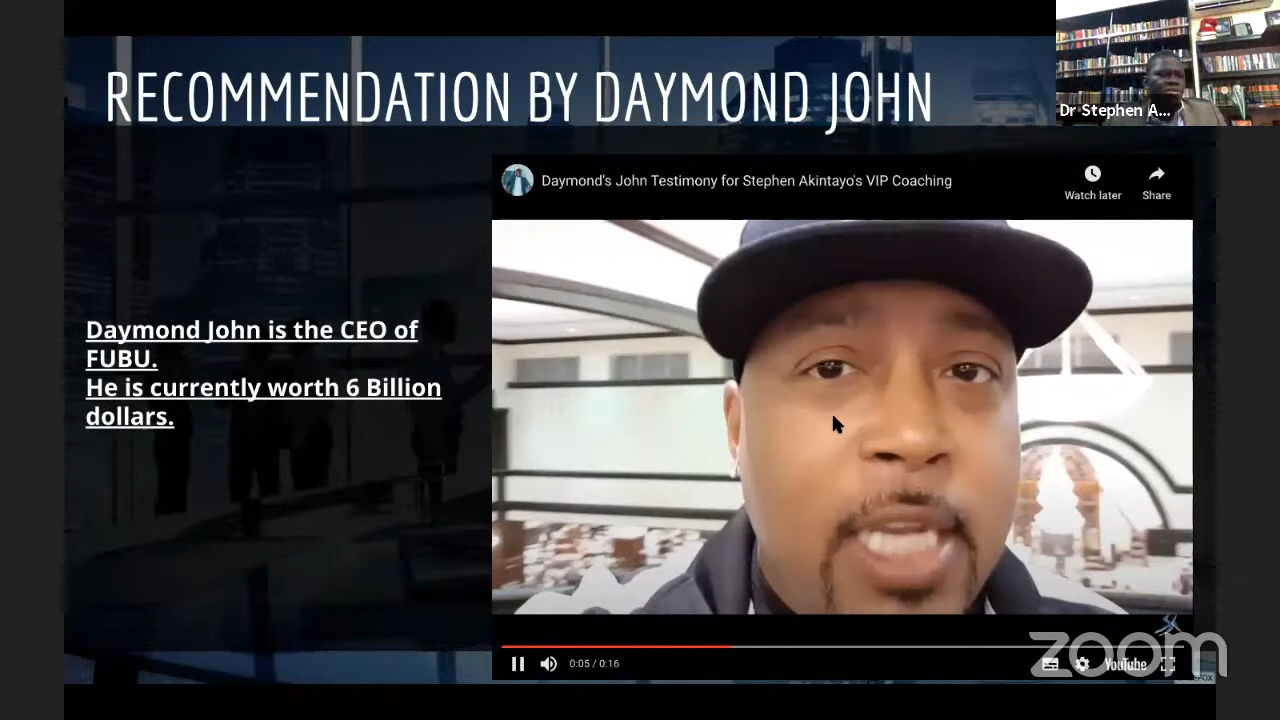 RECOMMENDATION BY DAYMOND JOHN
Dr Stephen A...
Daymond's John Testimony for Stephen Akintayo's VIP Coaching
Watch later
Share
Daymond John is the CEO of
FUBU.
He is currently worth 6 Billion
dollars.
0:05 / 0:16
YouTube
zoom